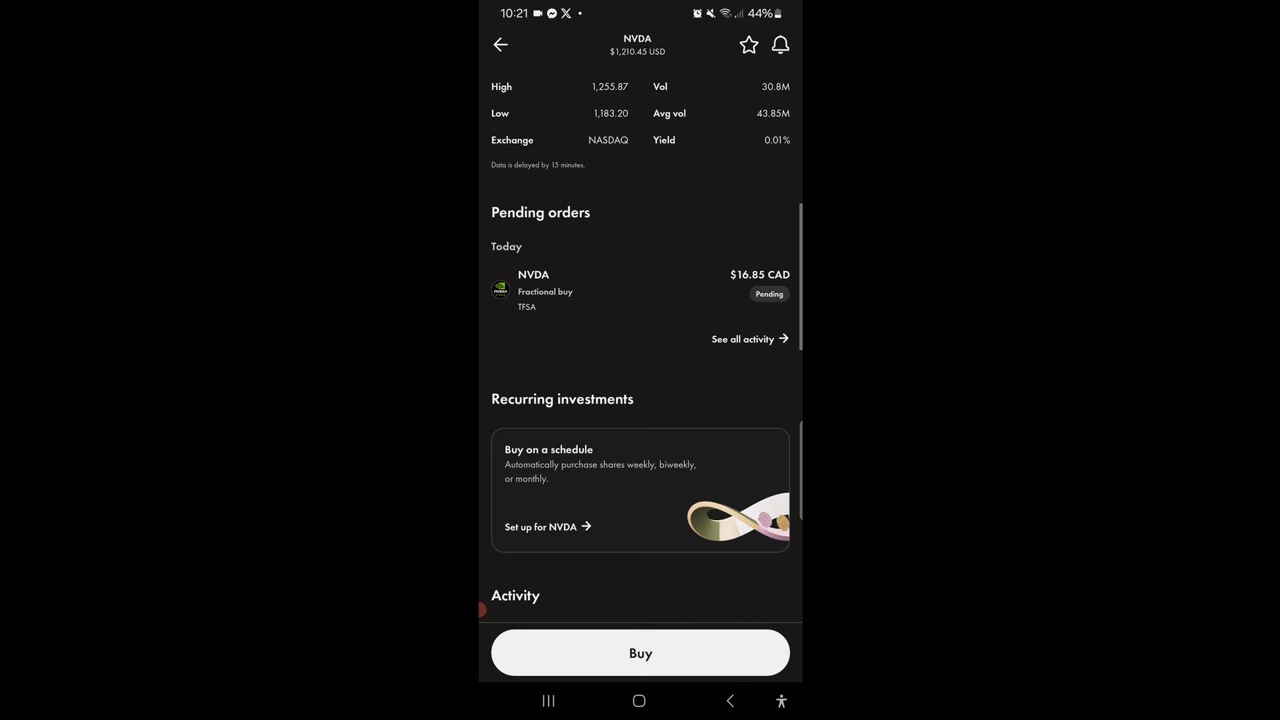 10:21
44%
NVDA
$1,210.45 USD
High 1,255.87 Vol 30.8M
Low 1,183.20 Avg vol 43.85M
Exchange NASDAQ Yield 0.01%
Data is delayed by 15 minutes.
Pending orders
Today
NVDA $16.85 CAD
Fractional buy Pending
TFSA
See all activity
Recurring investments
Buy on a schedule
Automatically purchase shares weekly, biweekly,
or monthly.
Set up for NVDA
Activity
Buy